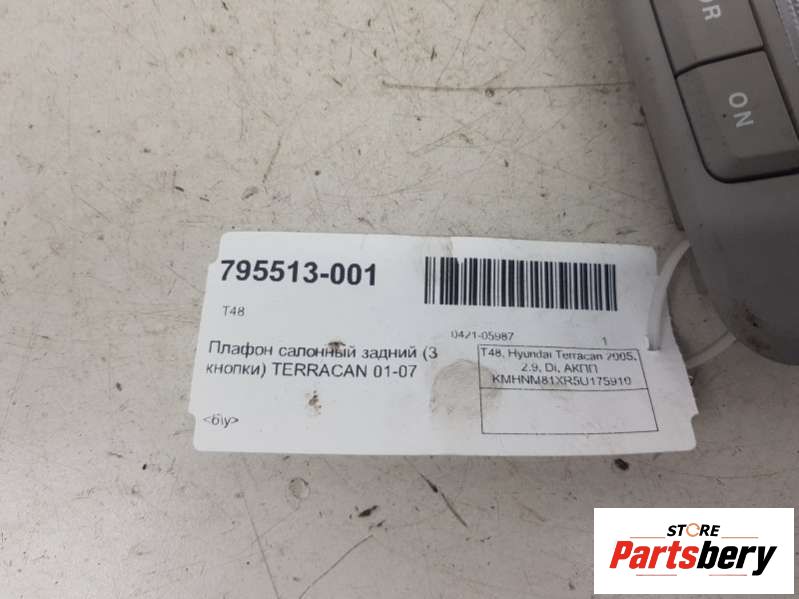 OR
ON
795513-001
T48
0421-05987 1
Плафон салонный задний (3
кнопки) TERRACAN 01-07
<б\у>
T48, Hyundai Terracan 2005,
2.9, Di, АКПП
KMHNM81XR5U175910
STORE
Partsbery